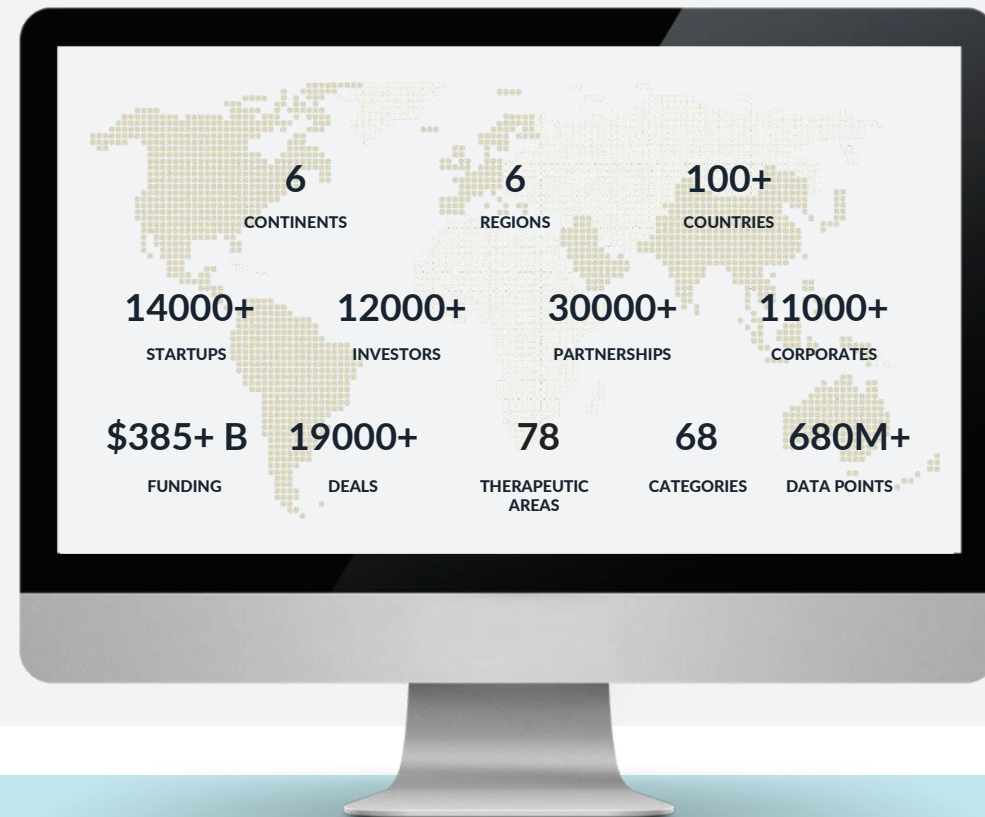 6 6 100+
CONTINENTS REGIONS COUNTRIES
14000+ 12000+ 30000+ 11000+
STARTUPS INVESTORS PARTNERSHIPS CORPORATES
$385+ B 19000+ 78 68 680M+
FUNDING DEALS THERAPEUTIC CATEGORIES DATA POINTS
AREAS